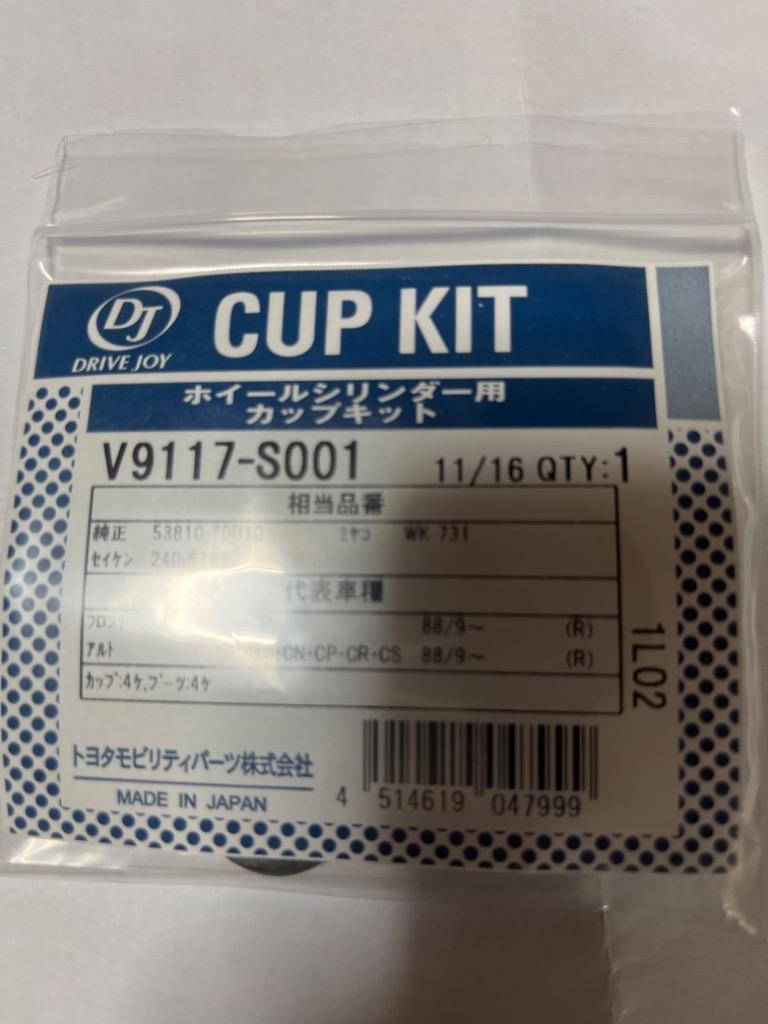 DJ
DRIVE JOY
CUP KIT
ホイールシリンダー用
カップキット
V9117-S001 11/16 QTY:1
相当品番
純正 53810-70B10 ミヤコ WK-731
セイケン
代表車種
88/9~ (R)
アルト ・CN・CP・CR・CS 88/9~ (R)
カップ:4ケ,ブーツ:4ケ
1L02
トヨタモビリティパーツ株式会社
MADE IN JAPAN
4 514619 047999